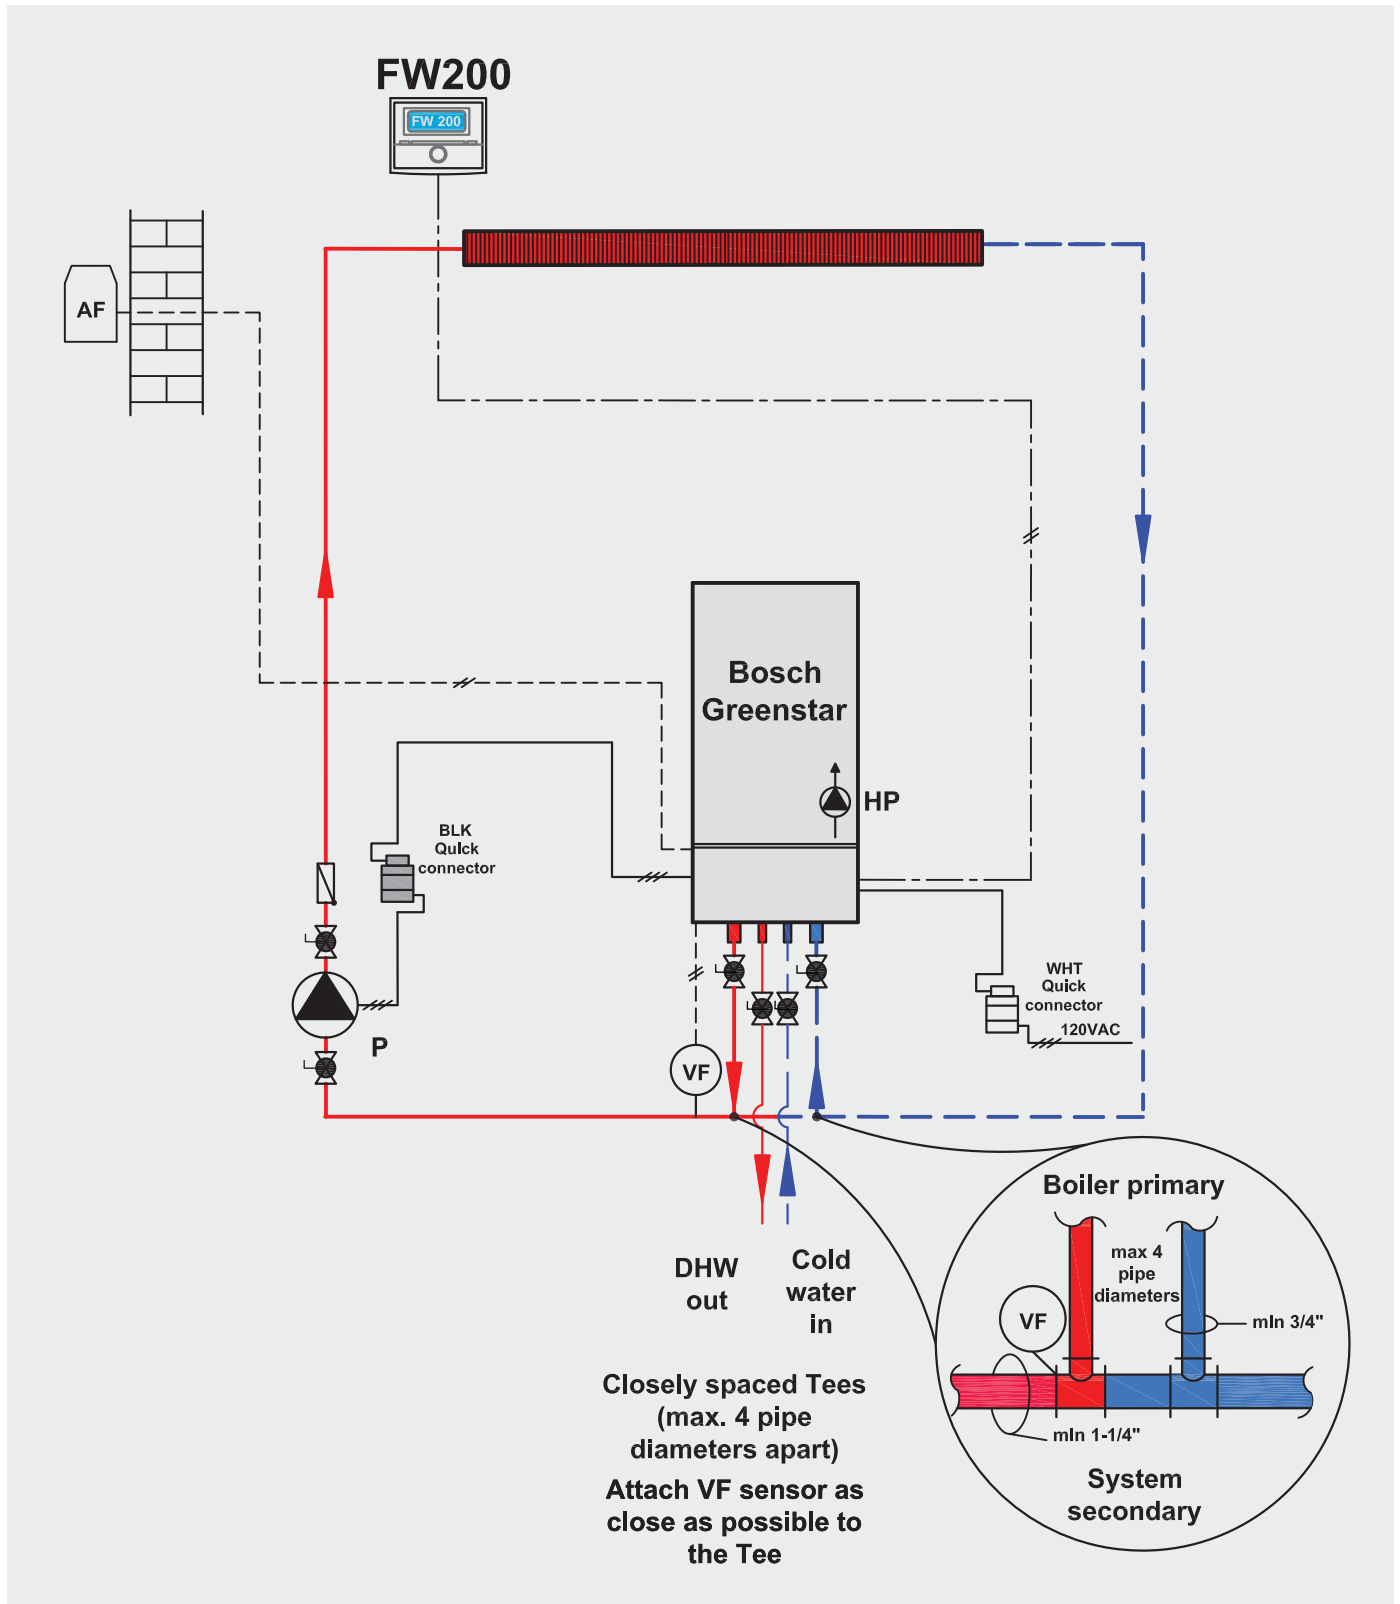 FW200
FW 200
AF
Bosch
Greenstar
HP
BLK
Quick
connector
P
WHT
Quick
connector
120VAC
VF
DHW
out
Cold
water
in
Closely spaced Tees
(max. 4 pipe
diameters apart)
Attach VF sensor as
close as possible to
the Tee
Boiler primary
max 4
pipe
diameters
VF
mln 3/4"
mln 1-1/4"
System
secondary